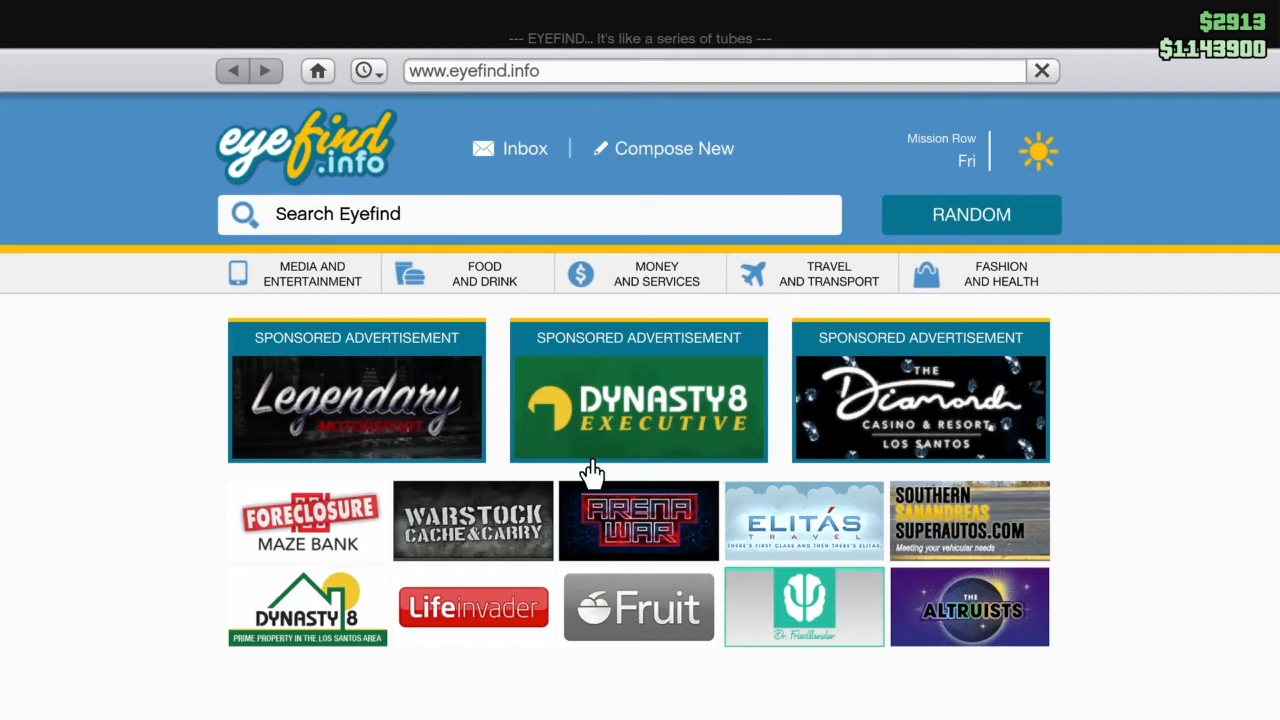 $2913
--- EYEFIND... It's like a series of tubes ---
$1143900
www.eyefind.info
eyefind
.info
Inbox
Compose New
Mission Row
Fri
Search Eyefind
RANDOM
MEDIA AND
ENTERTAINMENT
FOOD
AND DRINK
MONEY
AND SERVICES
TRAVEL
AND TRANSPORT
FASHION
AND HEALTH
SPONSORED ADVERTISEMENT
Legendary
MOTORSPORT
SPONSORED ADVERTISEMENT
DYNASTY8
EXECUTIVE
SPONSORED ADVERTISEMENT
THE
Diamond
CASINO & RESORT
LOS SANTOS
FORECLOSURE
MAZE BANK
WARSTOCK
CACHE&CARRY
ARENA
WAR
ELITÁS
TRAVEL
THERE'S FIRST CLASS AND THEN THERE'S ELITAS.
SOUTHERN
SANANDREAS
SUPERAUTOS.COM
Meeting your vehicular needs
DYNASTY 8
PRIME PROPERTY IN THE LOS SANTOS AREA
Lifeinvader
Fruit
Dr. Friedlander
THE
ALTRUISTS